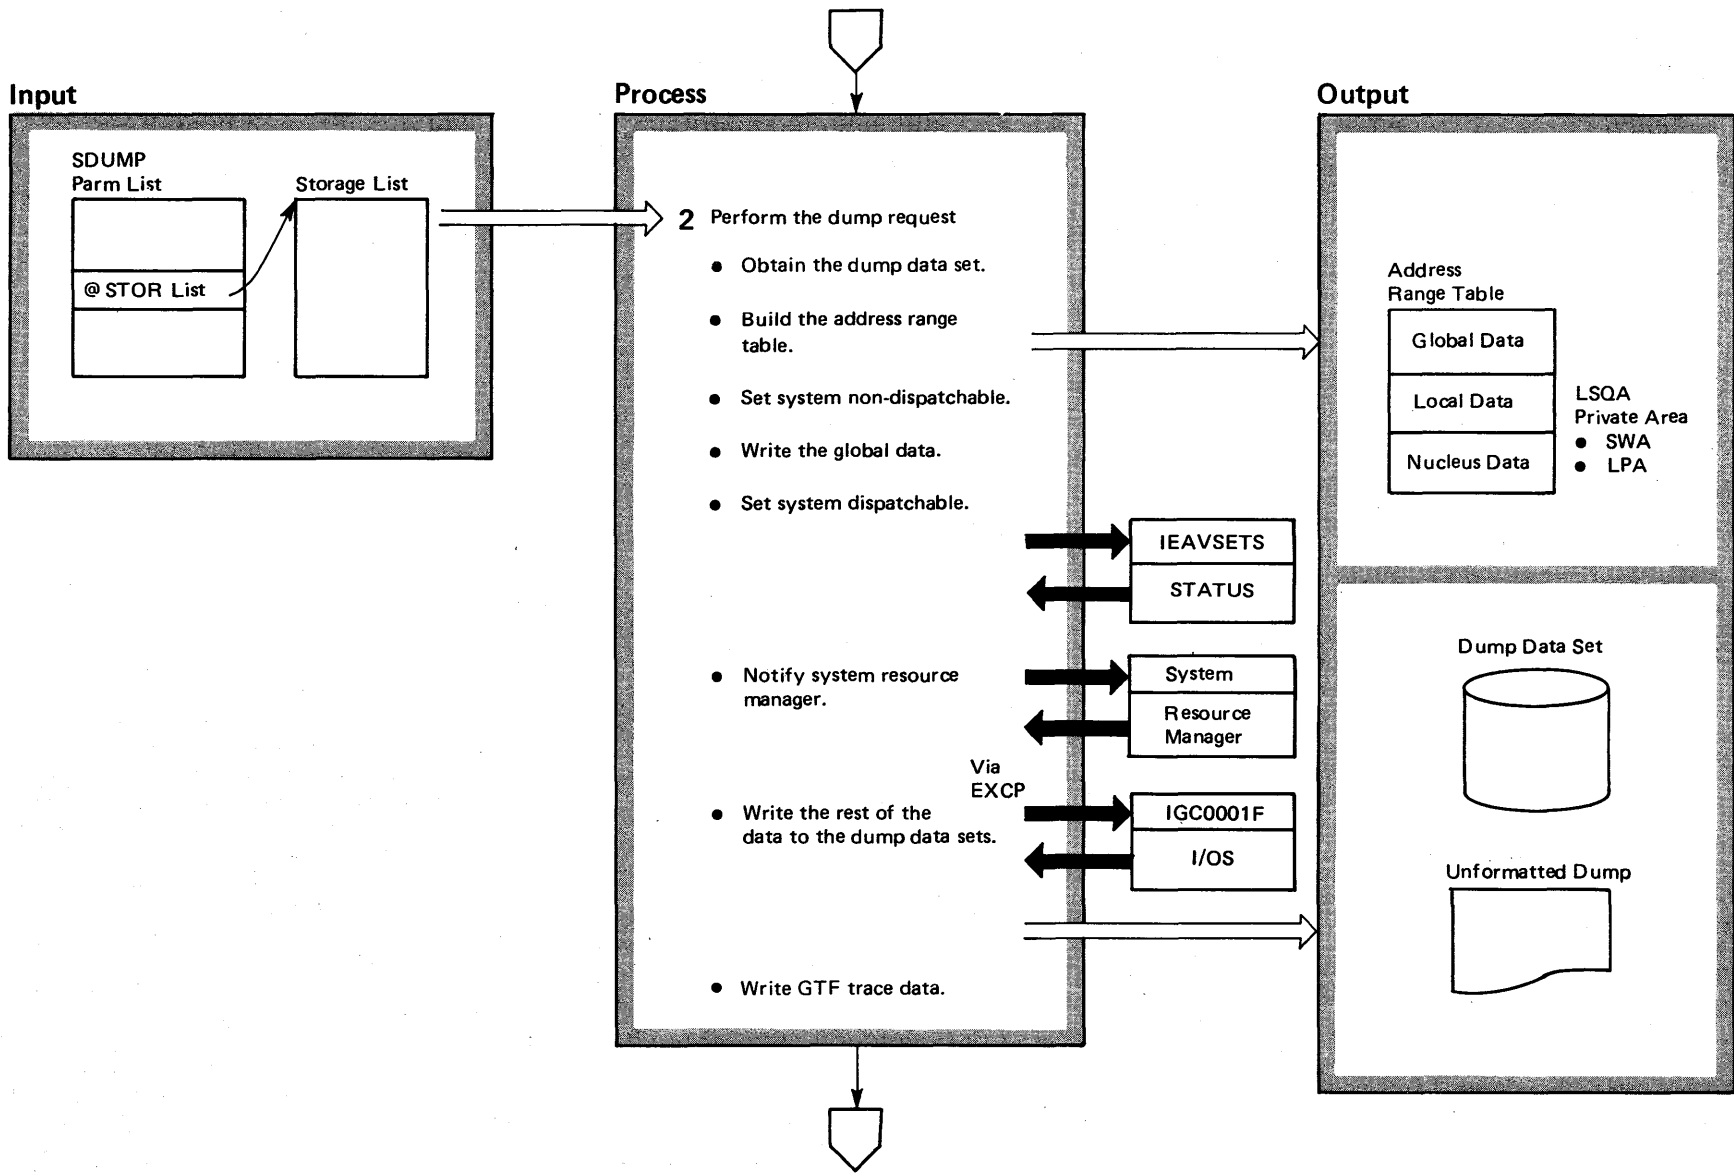 Input
SDUMP
Parm List
@ STOR List
Storage List
Process
2 Perform the dump request
● Obtain the dump data set.
● Build the address range
table.
● Set system non-dispatchable.
● Write the global data.
● Set system dispatchable.
IEAVSETS
STATUS
● Notify system resource
manager.
System
Resource
Manager
Via
EXCP
● Write the rest of the
data to the dump data sets.
IGC0001F
I/OS
● Write GTF trace data.
Output
Address
Range Table
Global Data
Local Data
Nucleus Data
LSQA
Private Area
● SWA
● LPA
Dump Data Set
Unformatted Dump